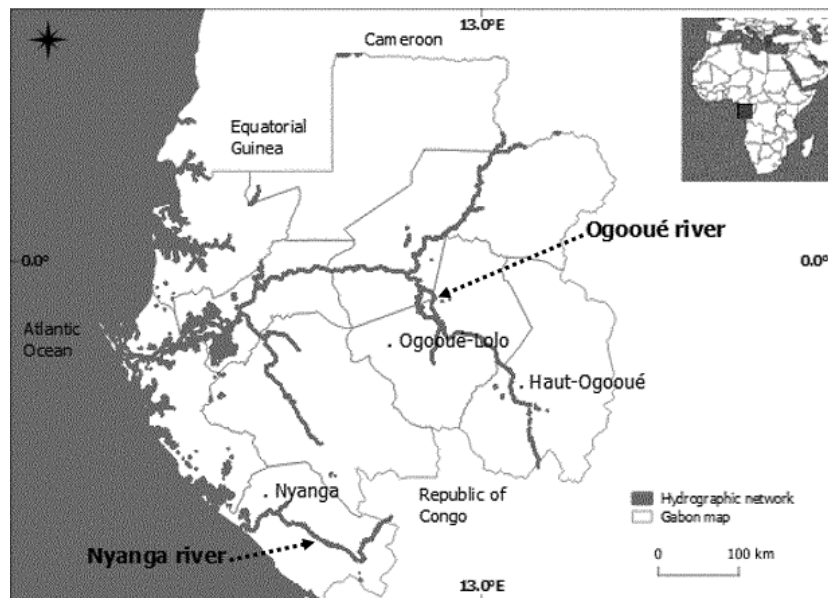 13.0°E
Cameroon
Equatorial
Guinea
Ogooué river
0.0°
0.0°
Atlantic
Ocean
Ogooue-Lolo
Haut-Ogooué
Nyanga
Republic of
Congo
Hydrographic network
Gabon map
Nyanga river
0
100 km
13.0°E